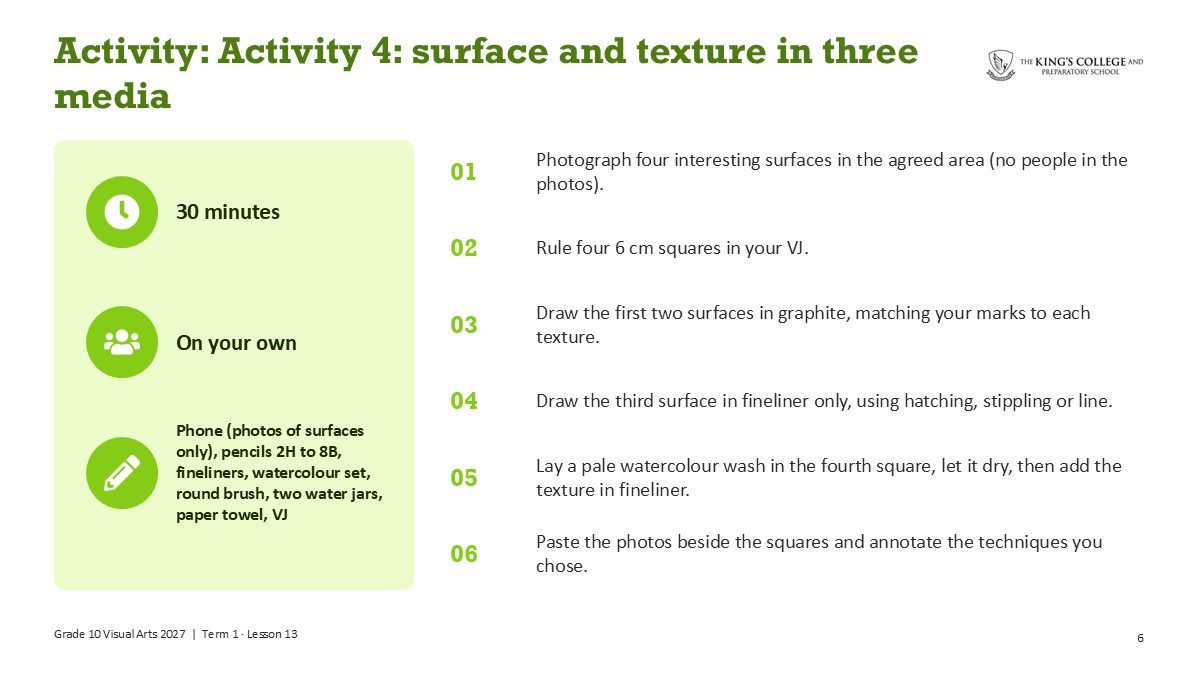 Activity: Activity 4: surface and texture in three
media
THE KING'S COLLEGE AND
PREPARATORY SCHOOL
30 minutes
On your own
Phone (photos of surfaces
only), pencils 2H to 8B,
fineliners, watercolour set,
round brush, two water jars,
paper towel, VJ
01
Photograph four interesting surfaces in the agreed area (no people in the
photos).
02
Rule four 6 cm squares in your VJ.
03
Draw the first two surfaces in graphite, matching your marks to each
texture.
04
Draw the third surface in fineliner only, using hatching, stippling or line.
05
Lay a pale watercolour wash in the fourth square, let it dry, then add the
texture in fineliner.
06
Paste the photos beside the squares and annotate the techniques you
chose.
Grade 10 Visual Arts 2027 | Term 1 · Lesson 13
6